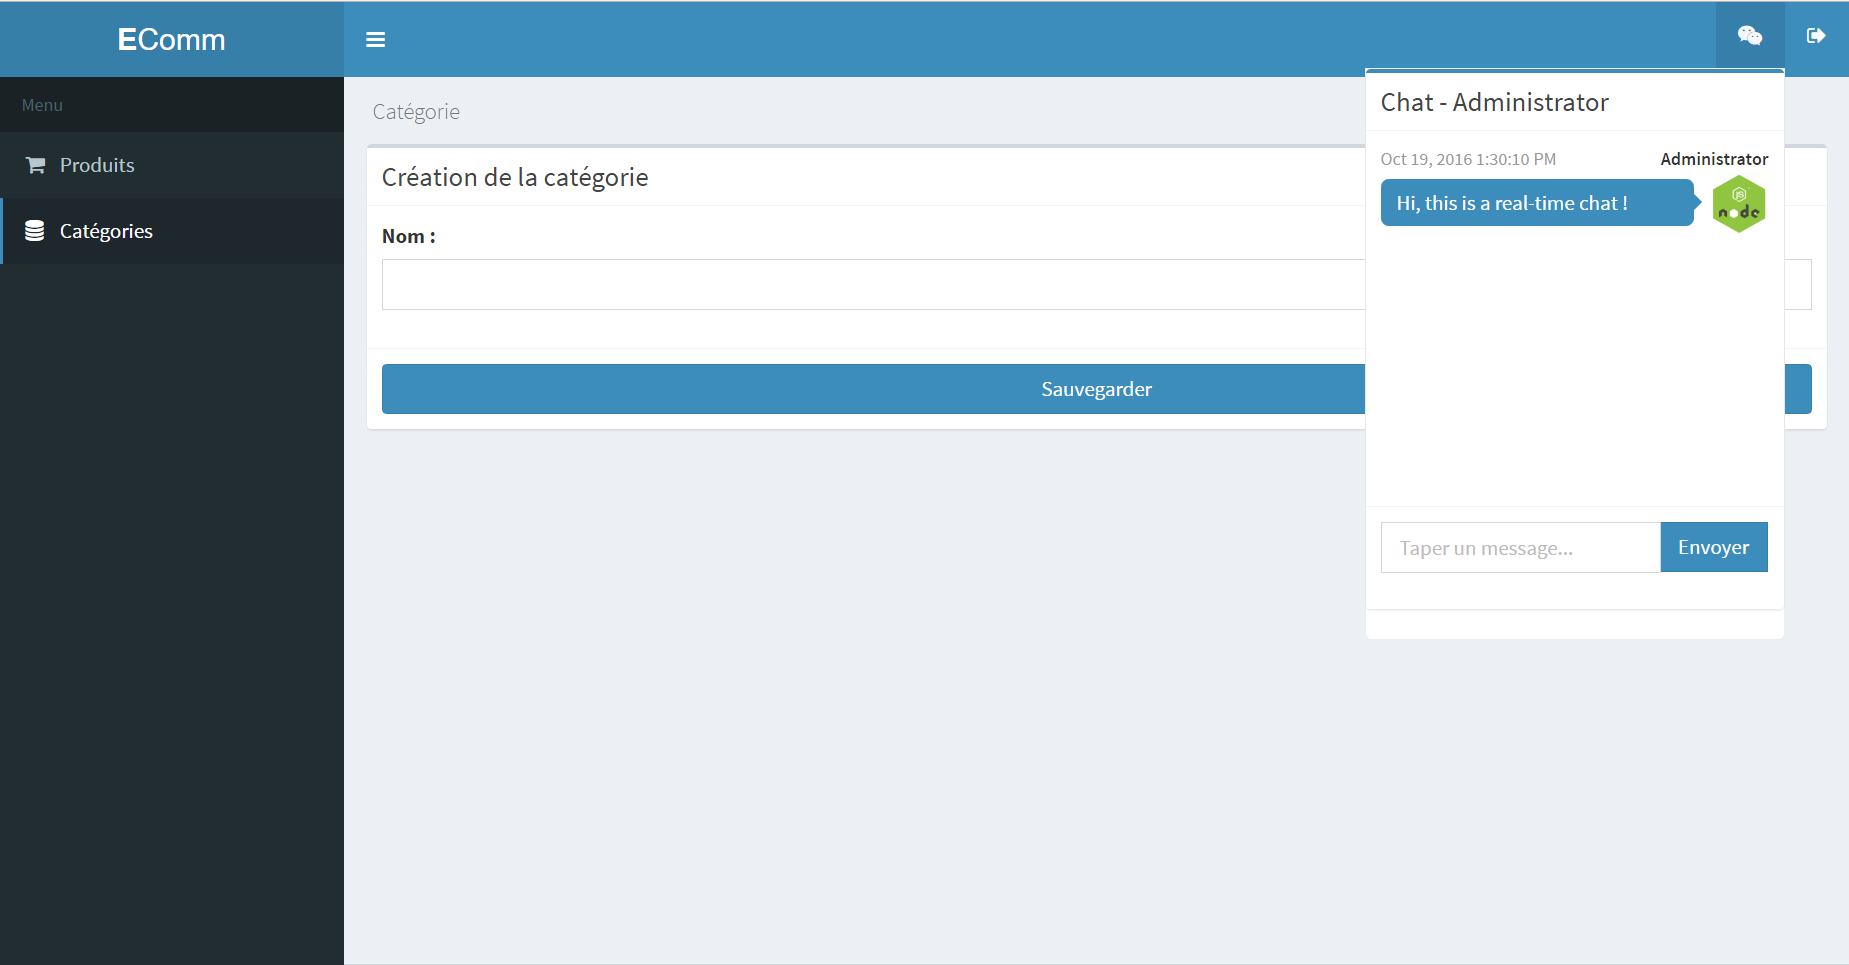 EComm
Menu
Produits
Catégories
Catégorie
Création de la catégorie
Nom :
Sauvegarder
Chat - Administrator
Oct 19, 2016 1:30:10 PM
Administrator
Hi, this is a real-time chat !
JS
node
Taper un message...
Envoyer